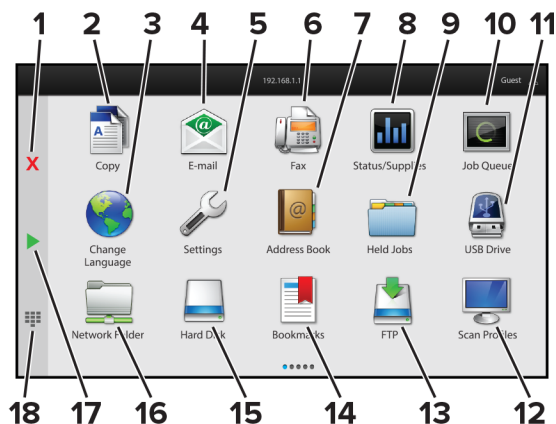 1 2 3 4 5 6 7 8 9 10 11
192.168.1.1
Guest
X
Copy
E-mail
Fax
Status/Supplies
Job Queue
Change
Language
Settings
Address Book
Held Jobs
USB Drive
Network Folder
Hard Disk
Bookmarks
FTP
Scan Profiles
18 17 16 15 14 13 12